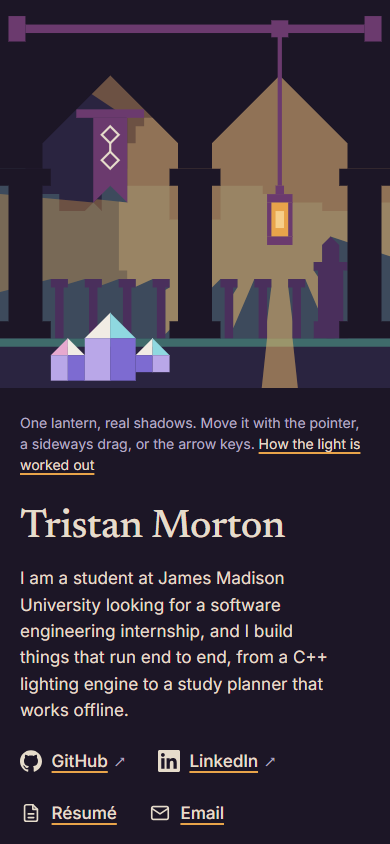 One lantern, real shadows. Move it with the pointer,
a sideways drag, or the arrow keys. How the light is
worked out
Tristan Morton
I am a student at James Madison
University looking for a software
engineering internship, and I build
things that run end to end, from a C++
lighting engine to a study planner that
works offline.
GitHub ↗ LinkedIn ↗
Résumé Email